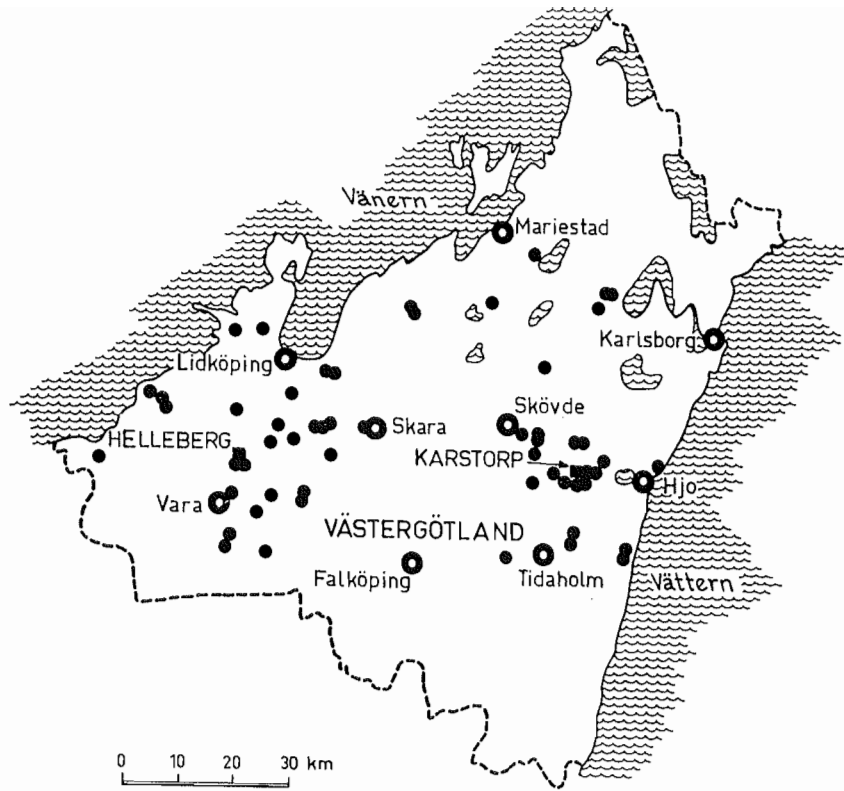 Vänern
Mariestad
Karlsborg
Lidköping
Skövde
Skara
HELLEBERG
KARSTORP
Hjo
Vara
VÄSTERGÖTLAND
Falköping
Tidaholm
Vättern
0 10 20 30 km